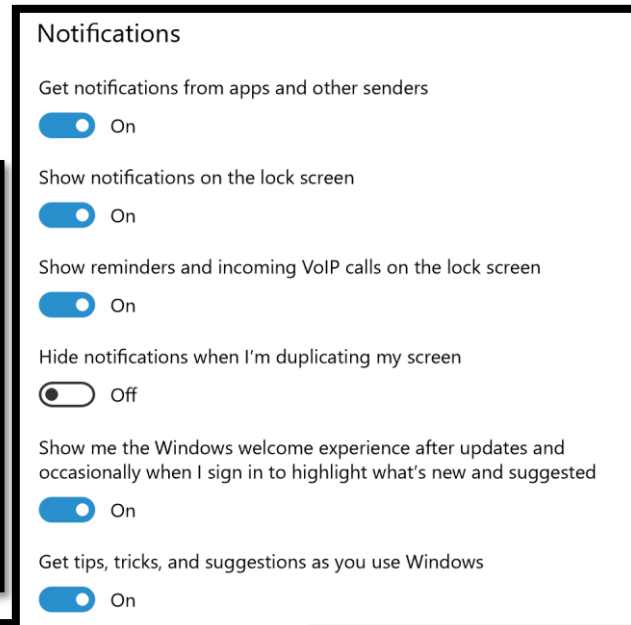 Notifications
Get notifications from apps and other senders
On
Show notifications on the lock screen
On
Show reminders and incoming VoIP calls on the lock screen
On
Hide notifications when I'm duplicating my screen
Off
Show me the Windows welcome experience after updates and
occasionally when I sign in to highlight what's new and suggested
On
Get tips, tricks, and suggestions as you use Windows
On